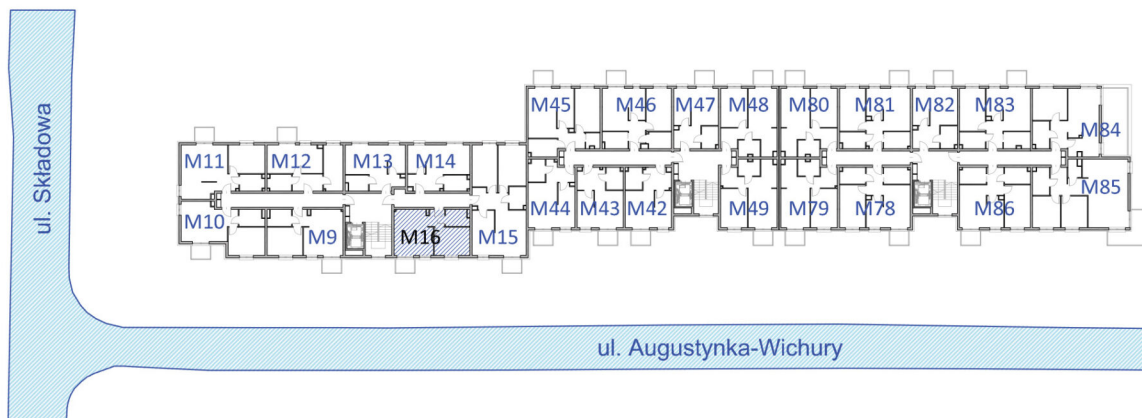 ul. Składowa
M45
M46
M47
M48
M80
M81
M82
M83
M84
M11
M12
M13
M14
M85
M10
M9
M16
M15
M44
M43
M42
M49
M79
M78
M86
ul. Augustynka-Wichury